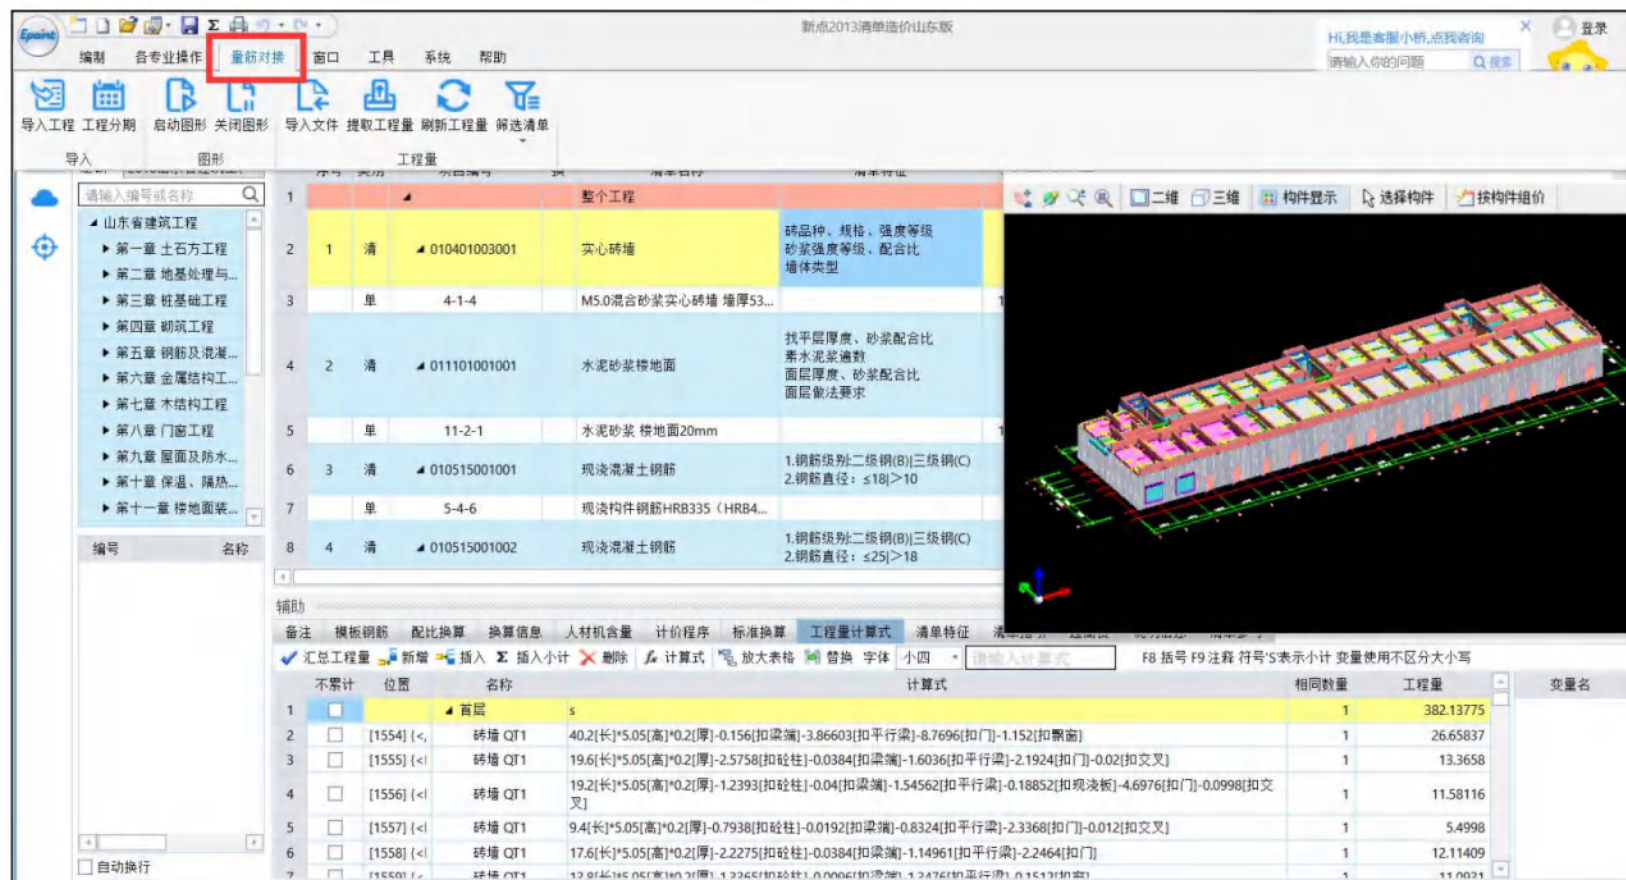 Epoint
新点2013清单造价山东版
登录
Hi,我是客服小桥,点我咨询
请输入你的问题 搜索
编制 各专业操作 量筋对接 窗口 工具 系统 帮助
导入工程 工程分期 启动图形 关闭图形 导入文件 提取工程量 刷新工程量 筛选清单
导入 图形 工程量
序号 类别 项目编号 换 清单名称 清单特征
请输入编号或名称
山东省建筑工程
第一章 土石方工程
第二章 地基处理与...
第三章 桩基础工程
第四章 砌筑工程
第五章 钢筋及混凝...
第六章 金属结构工...
第七章 木结构工程
第八章 门窗工程
第九章 屋面及防水...
第十章 保温、隔热...
第十一章 楼地面装...
编号 名称
自动换行
1 整个工程
2 1 清 010401003001 实心砖墙 砖品种、规格、强度等级
砂浆强度等级、配合比
墙体类型
3 单 4-1-4 M5.0混合砂浆实心砖墙 墙厚53... 1
4 2 清 011101001001 水泥砂浆楼地面 找平层厚度、砂浆配合比
素水泥浆遍数
面层厚度、砂浆配合比
面层做法要求
5 单 11-2-1 水泥砂浆 楼地面20mm 1
6 3 清 010515001001 现浇混凝土钢筋 1.钢筋级别:二级钢(B)|三级钢(C)
2.钢筋直径：≤18|＞10
7 单 5-4-6 现浇构件钢筋HRB335（HRB4...
8 4 清 010515001002 现浇混凝土钢筋 1.钢筋级别:二级钢(B)|三级钢(C)
2.钢筋直径：≤25|＞18
二维 三维 构件显示 选择构件 按构件组价
辅助
备注 模板钢筋 配比换算 换算信息 人材机含量 计价程序 标准换算 工程量计算式 清单特征
汇总工程量 新增 插入 Σ 插入小计 删除 fx 计算式 放大表格 替换 字体 小四 请输入计算式 F8 括号 F9 注释 符号'S'表示小计 变量使用不区分大小写
不累计 位置 名称 计算式 相同数量 工程量 变量名
1 首层 s 1 382.13775
2 [1554] {<, 砖墙 QT1 40.2[长]*5.05[高]*0.2[厚]-0.156[扣梁端]-3.86603[扣平行梁]-8.7696[扣门]-1.152[扣飘窗] 1 26.65837
3 [1555] {<I 砖墙 QT1 19.6[长]*5.05[高]*0.2[厚]-2.5758[扣砼柱]-0.0384[扣梁端]-1.6036[扣平行梁]-2.1924[扣门]-0.02[扣交叉] 1 13.3658
4 [1556] {<I 砖墙 QT1 19.2[长]*5.05[高]*0.2[厚]-1.2393[扣砼柱]-0.04[扣梁端]-1.54562[扣平行梁]-0.18852[扣现浇板]-4.6976[扣门]-0.0998[扣交
叉] 1 11.58116
5 [1557] {<I 砖墙 QT1 9.4[长]*5.05[高]*0.2[厚]-0.7938[扣砼柱]-0.0192[扣梁端]-0.8324[扣平行梁]-2.3368[扣门]-0.012[扣交叉] 1 5.4998
6 [1558] {<I 砖墙 QT1 17.6[长]*5.05[高]*0.2[厚]-2.2275[扣砼柱]-0.0384[扣梁端]-1.14961[扣平行梁]-2.2464[扣门] 1 12.11409
7 [1559] 砖墙 QT1 1 11.0931